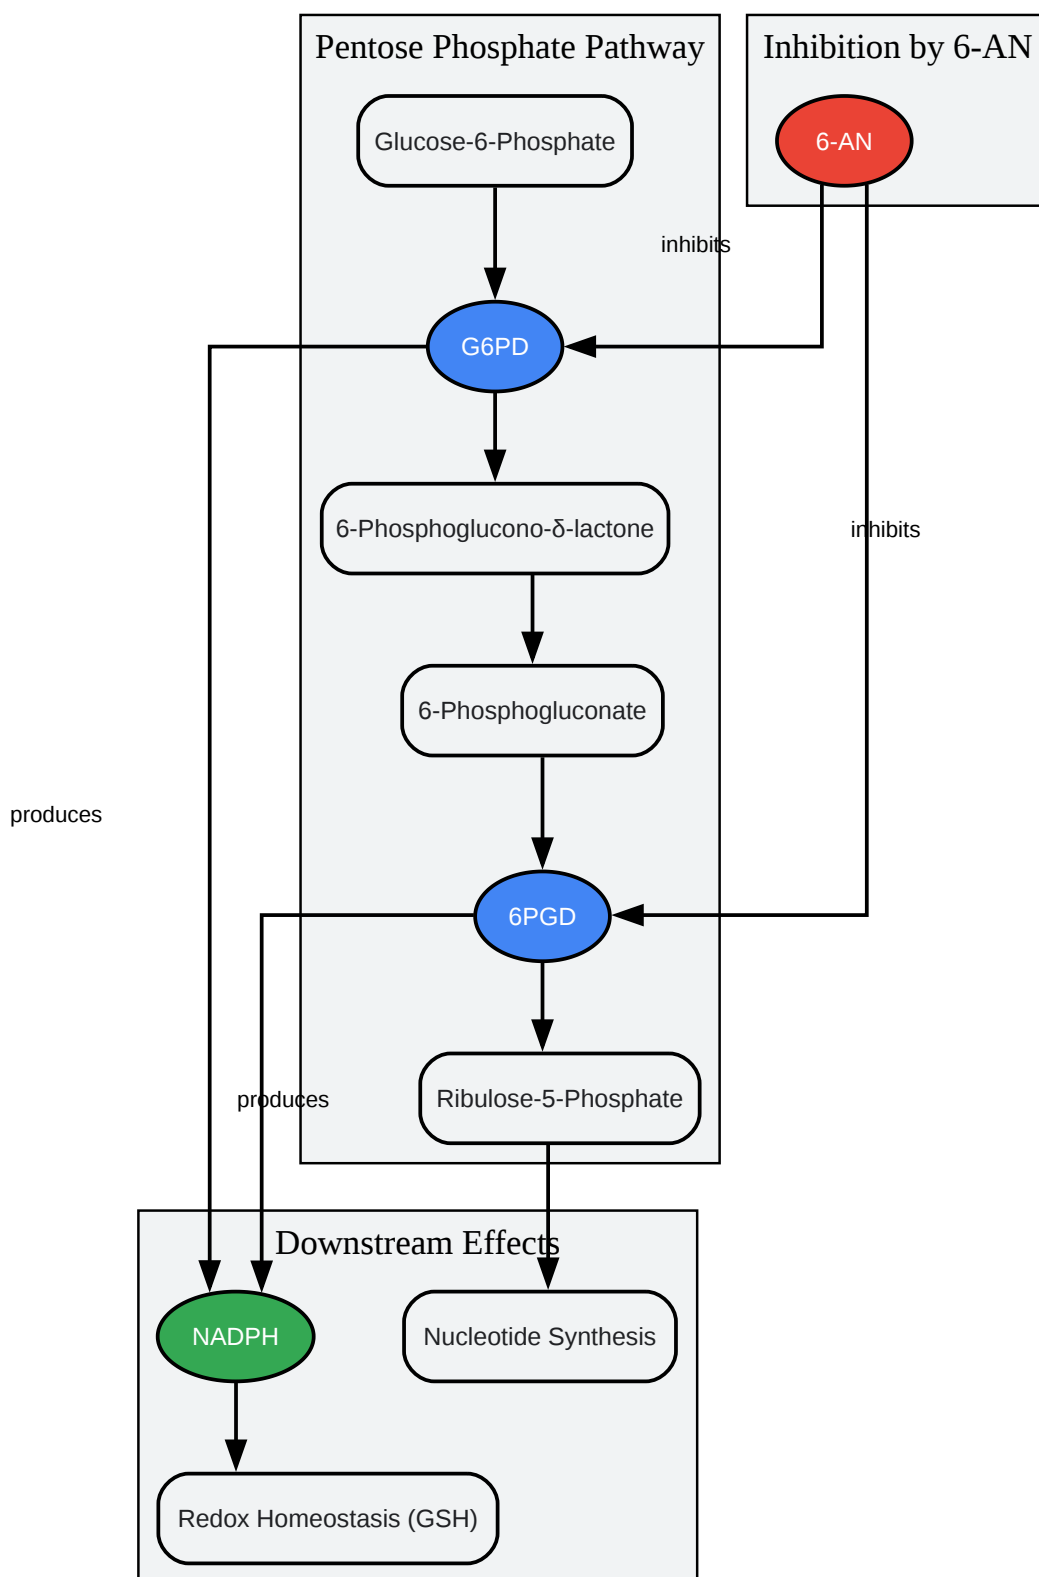 Pentose Phosphate Pathway
Inhibition by 6-AN
Glucose-6-Phosphate
6-AN
inhibits
G6PD
6-Phosphoglucono-δ-lactone
inhibits
6-Phosphogluconate
produces
6PGD
Ribulose-5-Phosphate
produces
Downstream Effects
NADPH
Nucleotide Synthesis
Redox Homeostasis (GSH)